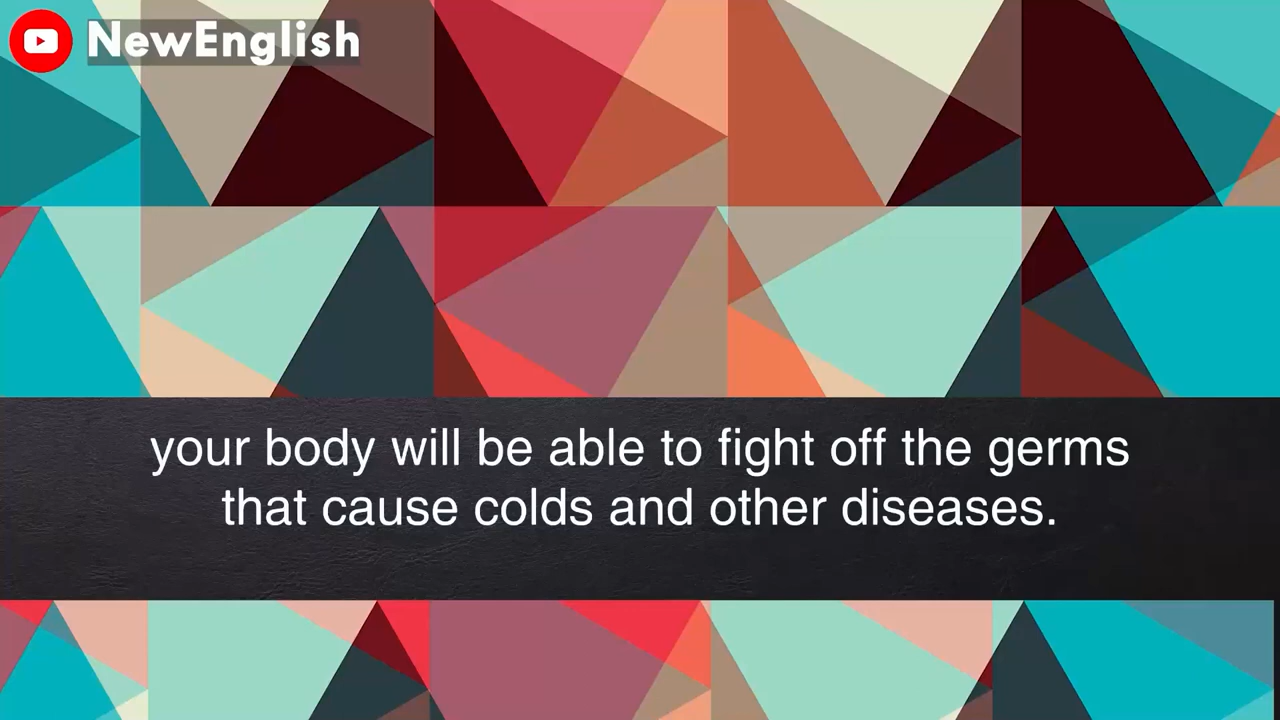 NewEnglish
your body will be able to fight off the germs
that cause colds and other diseases.